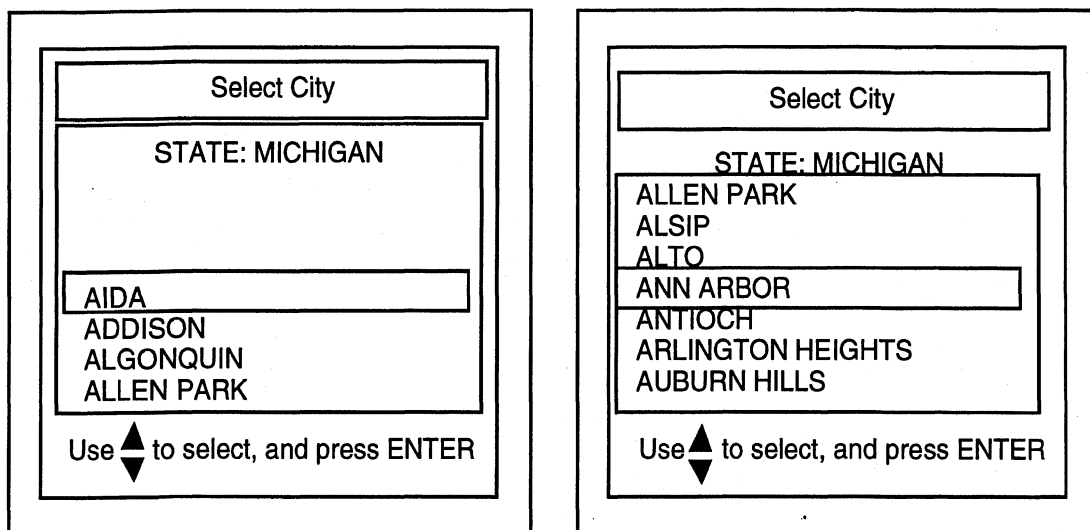 Select City
STATE: MICHIGAN
AIDA
ADDISON
ALGONQUIN
ALLEN PARK
Use to select, and press ENTER
Select City
STATE: MICHIGAN
ALLEN PARK
ALSIP
ALTO
ANN ARBOR
ANTIOCH
ARLINGTON HEIGHTS
AUBURN HILLS
Use to select, and press ENTER